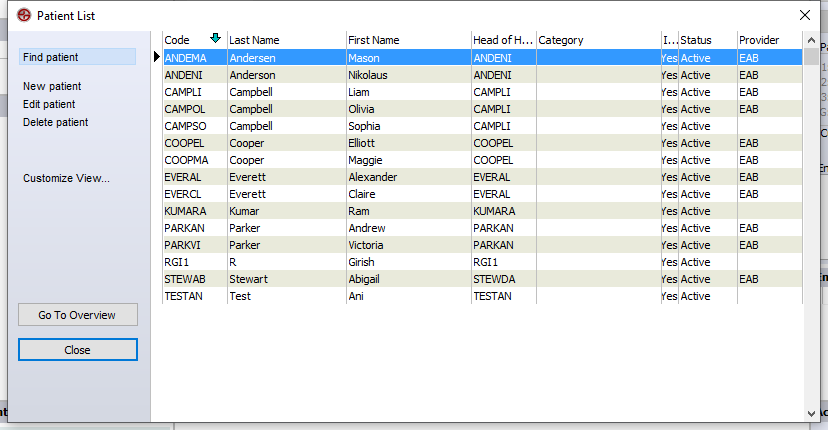 Patient List
Find patient
New patient
Edit patient
Delete patient
Customize View...
Go To Overview
Close
Code Last Name First Name Head of H... Category I... Status Provider
ANDEMA Andersen Mason ANDENI Yes Active EAB
ANDENI Anderson Nikolaus ANDENI Yes Active EAB
CAMPLI Campbell Liam CAMPLI Yes Active EAB
CAMPOL Campbell Olivia CAMPLI Yes Active EAB
CAMPSO Campbell Sophia CAMPLI Yes Active
COOPEL Cooper Elliott COOPEL Yes Active EAB
COOPMA Cooper Maggie COOPEL Yes Active EAB
EVERAL Everett Alexander EVERAL Yes Active EAB
EVERCL Everett Claire EVERAL Yes Active EAB
KUMARA Kumar Ram KUMARA Yes Active
PARKAN Parker Andrew PARKAN Yes Active EAB
PARKVI Parker Victoria PARKAN Yes Active EAB
RGI1 R Girish RGI1 Yes Active
STEWAB Stewart Abigail STEWDA Yes Active EAB
TESTAN Test Ani TESTAN Yes Active